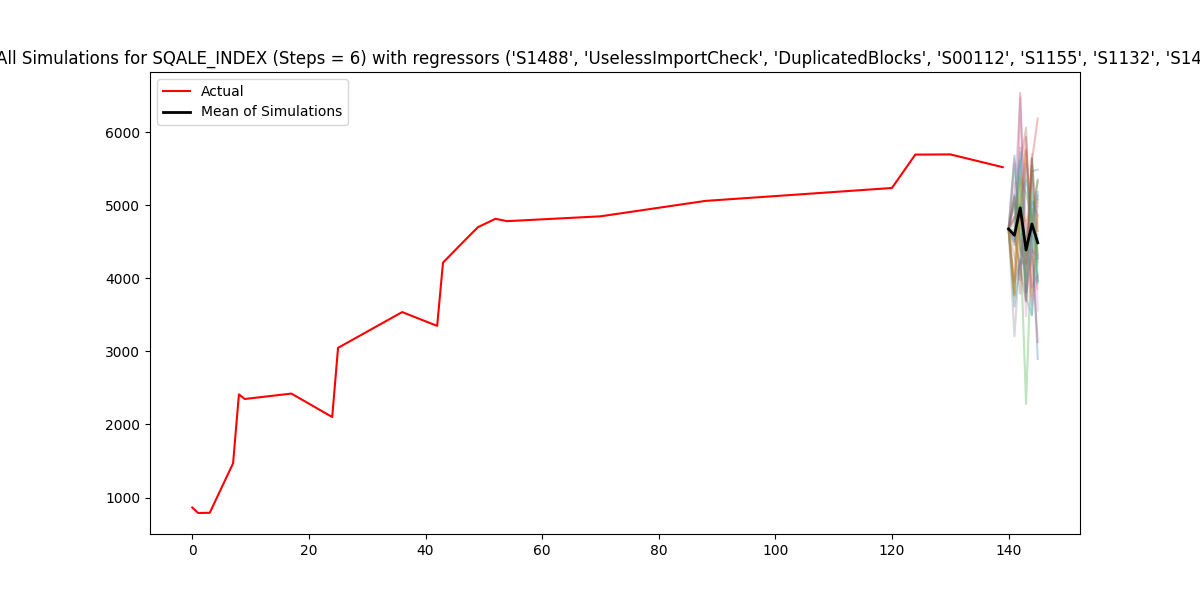 All Simulations for SQALE_INDEX (Steps = 6) with regressors ('S1488', 'UselessImportCheck', 'DuplicatedBlocks', 'S00112', 'S1155', 'S1132', 'S14
Actual
Mean of Simulations
6000
5000
4000
3000
2000
1000
0 20 40 60 80 100 120 140